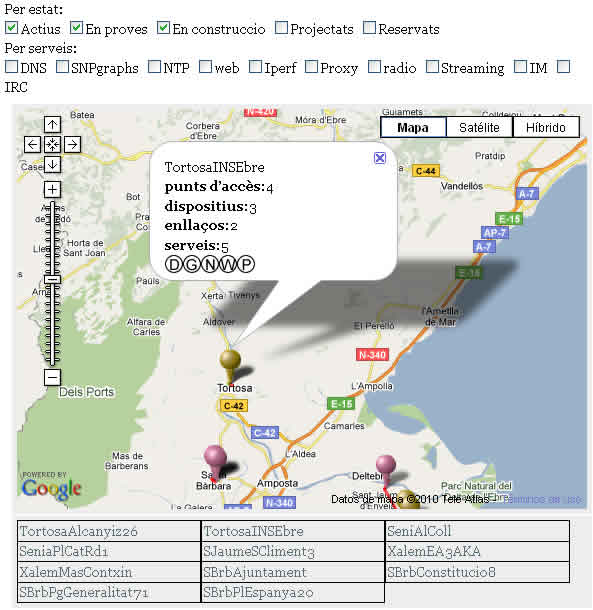 Per estat:
Actius En proves En construccio Projectats Reservats
Per serveis:
DNS SNPgraphs NTP web Iperf Proxy radio Streaming IM
IRC
Batea
Corbera
d'Ebre
N-420
Móra d'Ebre
Guiamets
Mapa
Satélite
Híbrido
Pratdip
C-44
Vandellòs
A-7
E-15
AP-7
A-7
E-15
TortosaINSEbre
punts d'accès:4
dispositius:3
enllaços:2
serveis:5
DGNWP
Bot
Horta de
Sant Joan
Xerta
Tivenys
Paüls
Alfara de
Carles
Aldover
l'Ametlla
de Mar
El Perelló
N-340
Tortosa
Dels Ports
L'Ampolla
C-42
E-15
C-42
Camarles
L'Aldea
Mas de
Barberans
Bàrbara
Amposta
Deltebre
Parc Natural
del Delta
N-340
La Galera
POWERED BY
Google
Datos de mapa ©2010 Tele Atlas - Términos de uso
TortosaAlcanyiz26 TortosaINSEbre SeniAlColl
SeniaPlCatRd1 SJaumeSCliment3 XalemEA3AKA
XalemMasContxin SBrbAjuntament SBrbConstitucio8
SBrbPgGeneralitat71 SBrbPlEspanya20